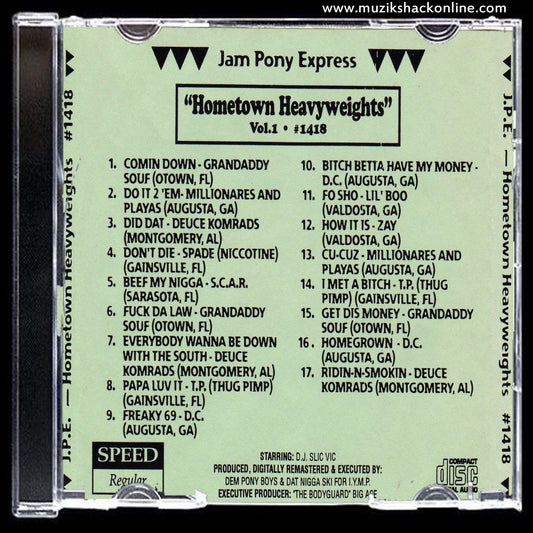 www.muzikshackonline.com
Jam Pony Express
“Hometown Heavyweights”
Vol.1 • #1418
1. COMIN DOWN - GRANDADDY
SOUF (OTOWN, FL)
2. DO IT 2 'EM- MILLIONARES AND
PLAYAS (AUGUSTA, GA)
3. DID DAT - DEUCE KOMRADS
(MONTGOMERY, AL)
4. DON'T DIE - SPADE (NICCOTINE)
(GAINSVILLE, FL)
5. BEEF MY NIGGA - S.C.A.R.
(SARASOTA, FL)
6. FUCK DA LAW - GRANDADDY
SOUF (OTOWN, FL)
7. EVERYBODY WANNA BE DOWN
WITH THE SOUTH - DEUCE
KOMRADS (MONTGOMERY, AL)
8. PAPA LUV IT - T.P. (THUG PIMP)
(GAINSVILLE, FL)
9. FREAKY 69 - D.C.
(AUGUSTA, GA)
10. BITCH BETTA HAVE MY MONEY -
D.C. (AUGUSTA, GA)
11. FO SHO - LIL' BOO
(VALDOSTA, GA)
12. HOW IT IS - ZAY
(VALDOSTA, GA)
13. CU-CUZ - MILLIONARES AND
PLAYAS (AUGUSTA, GA)
14. I MET A BITCH - T.P. (THUG
PIMP) (GAINSVILLE, FL)
15. GET DIS MONEY - GRANDADDY
SOUF (OTOWN, FL)
16. HOMEGROWN - D.C.
(AUGUSTA, GA)
17. RIDIN-N-SMOKIN - DEUCE
KOMRADS (MONTGOMERY, AL)
SPEED
Regular
STARRING: D.J. SLIC VIC
PRODUCED, DIGITALLY REMASTERED & EXECUTED BY:
DEM PONY BOYS & DAT NIGGA SKI FOR I.Y.M.P.
EXECUTIVE PRODUCER: 'THE BODYGUARD' BIG ACE
COMPACT
disc
DIGITAL AUDIO
J.P.E. — Hometown Heavyweights #1418
J.P.E. — Hometown Heavyweights #1418